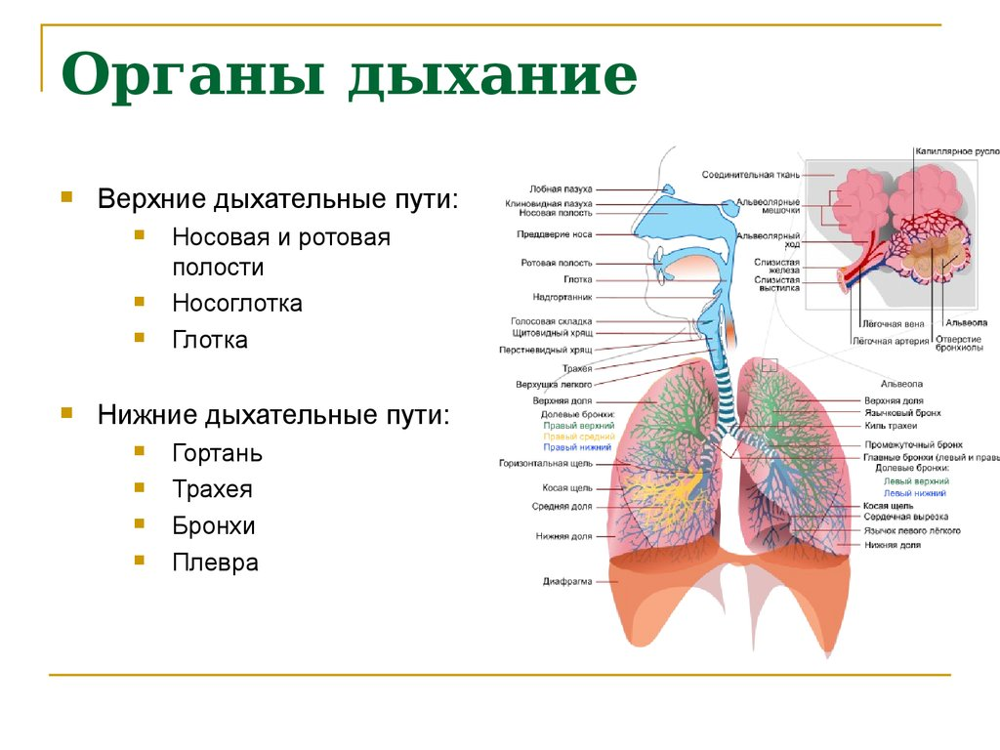 Органы дыхание
Верхние дыхательные пути:
Носовая и ротовая
полости
Носоглотка
Глотка
Нижние дыхательные пути:
Гортань
Трахея
Бронхи
Плевра
Лобная пазуха
Клиновидная пазуха
Носовая полость
Преддверие носа
Ротовая полость
Глотка
Надгортанник
Голосовая складка
Щитовидный хрящ
Перстневидный хрящ
Трахея
Верхушка легкого
Верхняя доля
Долевые бронхи:
Правый верхний
Правый средний
Правый нижний
Горизонтальная щель
Косая щель
Средняя доля
Нижняя доля
Диафрагма
Капиллярное русло
Соединительная ткань
Альвеолярные
мешочки
Альвеолярный
ход
Слизистая
железа
Слизистая
выстилка
Лёгочная вена
Альвеола
Лёгочная артерия
Отверстие
бронхиолы
Альвеола
Верхняя доля
Язычковый бронх
Киль трахеи
Промежуточный бронх
Главные бронхи (левый и правы
Долевые бронхи:
Левый верхний
Левый нижний
Косая щель
Сердечная вырезка
Язычок левого лёгкого
Нижняя доля